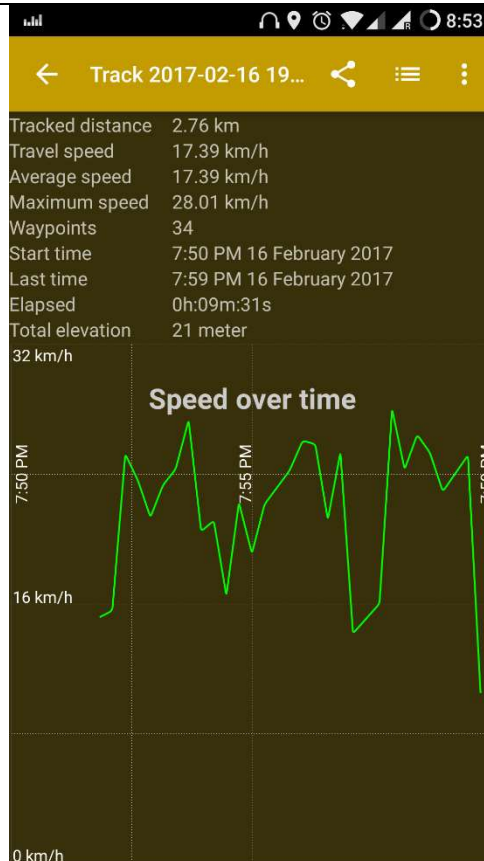 8:53
Track 2017-02-16 19...
Tracked distance 2.76 km
Travel speed 17.39 km/h
Average speed 17.39 km/h
Maximum speed 28.01 km/h
Waypoints 34
Start time 7:50 PM 16 February 2017
Last time 7:59 PM 16 February 2017
Elapsed 0h:09m:31s
Total elevation 21 meter
32 km/h
Speed over time
7:50 PM
7:55 PM
16 km/h
0 km/h